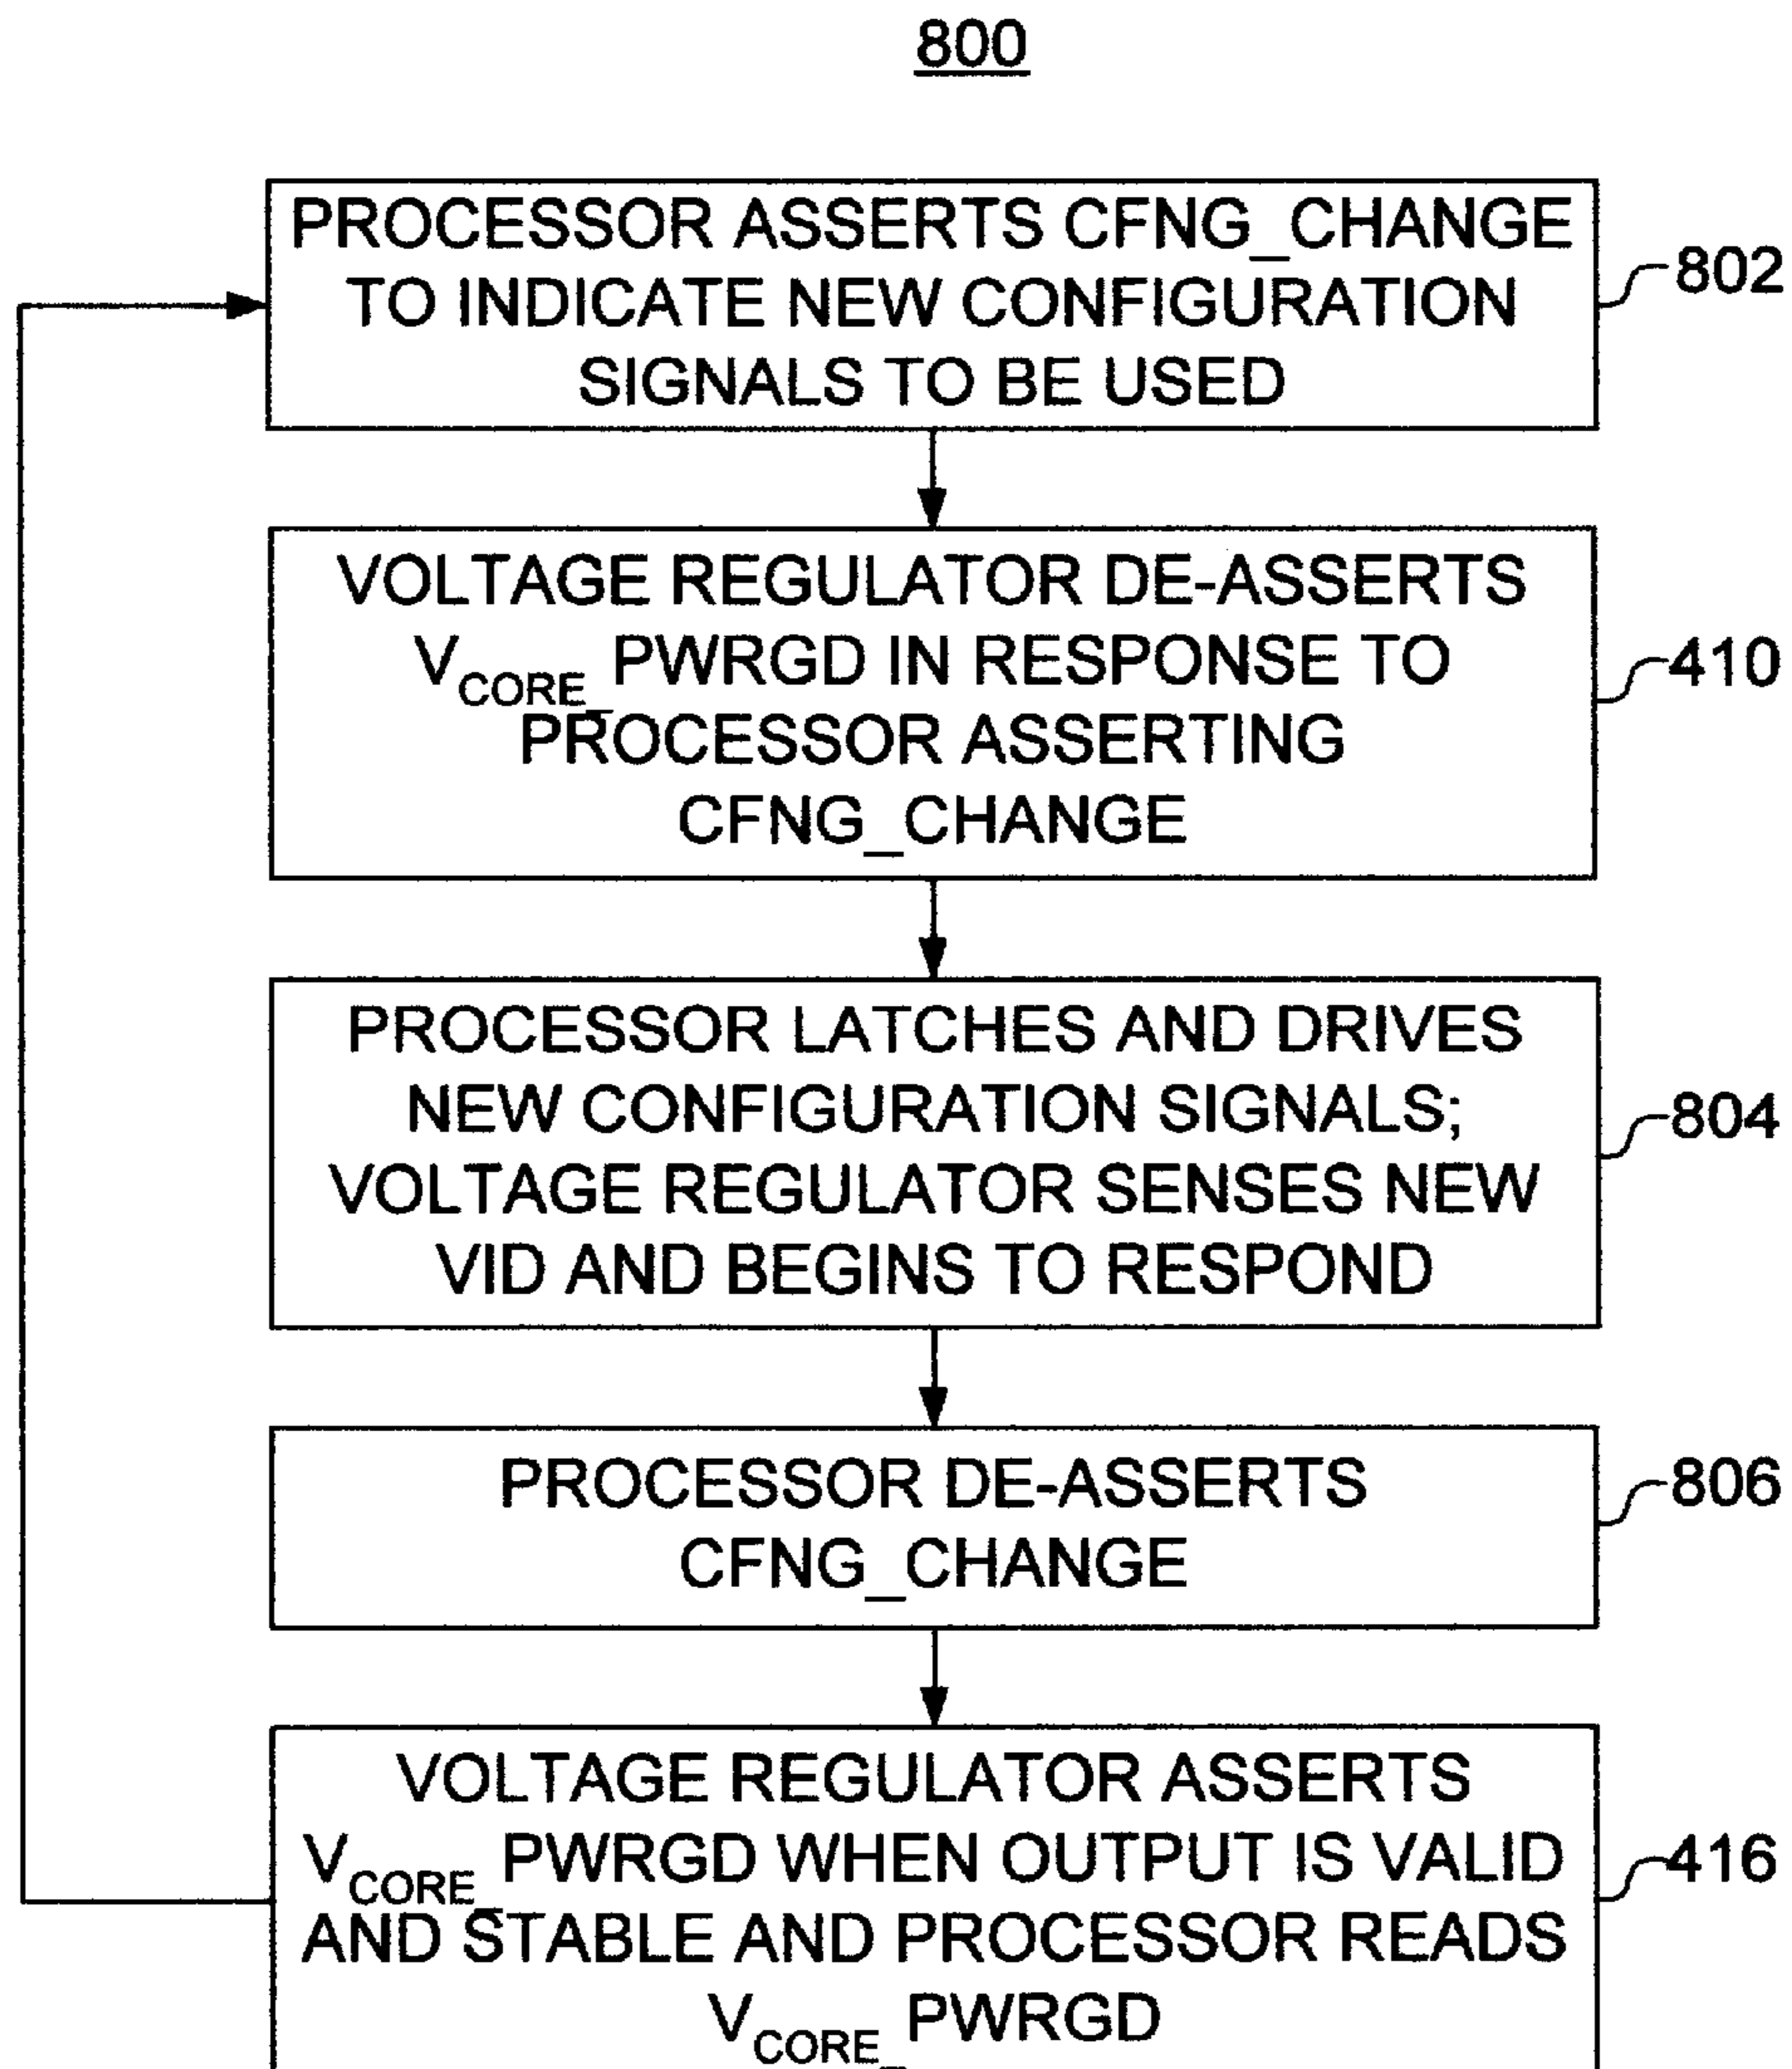 800
PROCESSOR ASSERTS CFNG_CHANGE
TO INDICATE NEW CONFIGURATION
SIGNALS TO BE USED
802
VOLTAGE REGULATOR DE-ASSERTS
VCORE_PWRGD IN RESPONSE TO
PROCESSOR ASSERTING
CFNG_CHANGE
410
PROCESSOR LATCHES AND DRIVES
NEW CONFIGURATION SIGNALS;
VOLTAGE REGULATOR SENSES NEW
VID AND BEGINS TO RESPOND
804
PROCESSOR DE-ASSERTS
CFNG_CHANGE
806
VOLTAGE REGULATOR ASSERTS
VCORE_PWRGD WHEN OUTPUT IS VALID
AND STABLE AND PROCESSOR READS
VCORE_PWRGD
416